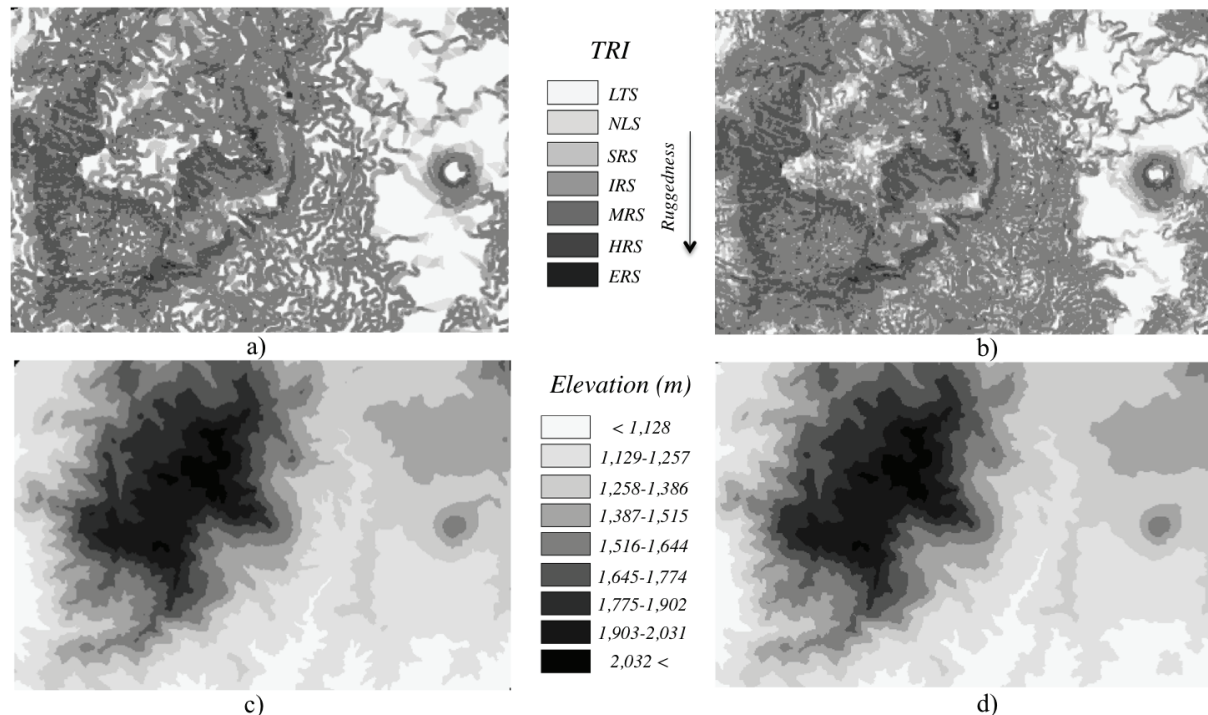 TRI
LTS
NLS
SRS
IRS
MRS
HRS
ERS
Ruggedness
a)
b)
Elevation (m)
< 1,128
1,129-1,257
1,258-1,386
1,387-1,515
1,516-1,644
1,645-1,774
1,775-1,902
1,903-2,031
2,032 <
c)
d)